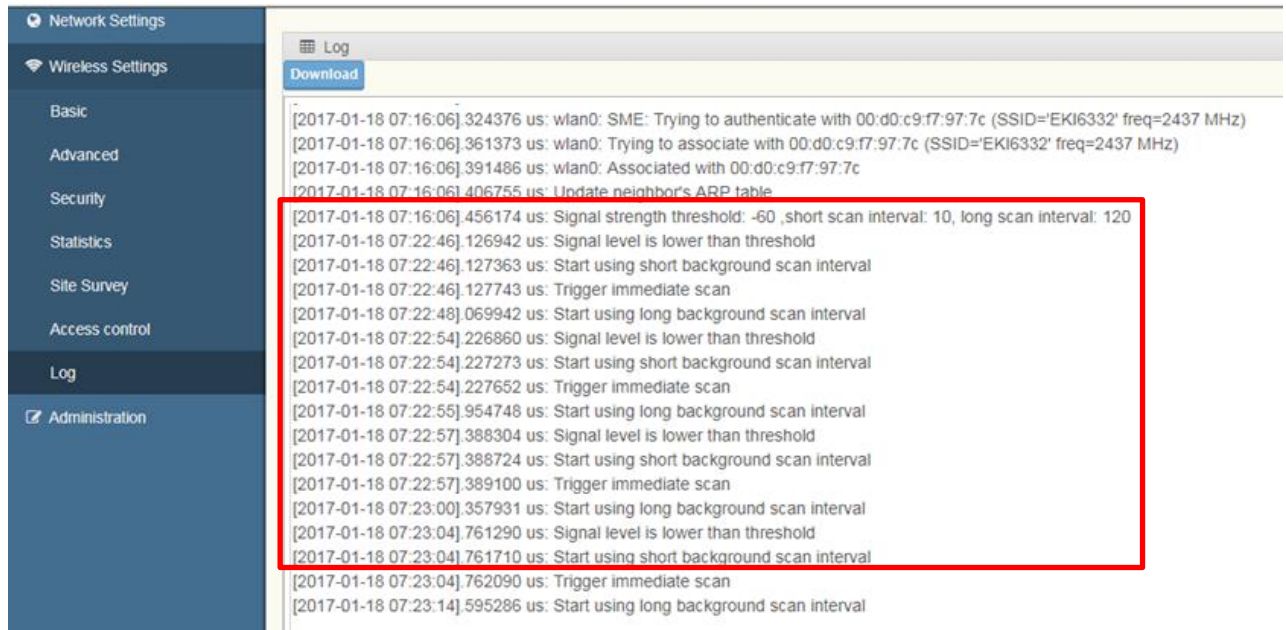 Network Settings
Wireless Settings
Basic
Advanced
Security
Statistics
Site Survey
Access control
Log
Administration
Log
Download
[2017-01-18 07:16:06].324376 us: wlan0: SME: Trying to authenticate with 00:d0:c9:f7:97:7c (SSID='EKI6332' freq=2437 MHz)
[2017-01-18 07:16:06].361373 us: wlan0: Trying to associate with 00:d0:c9:f7:97:7c (SSID='EKI6332' freq=2437 MHz)
[2017-01-18 07:16:06].391486 us: wlan0: Associated with 00:d0:c9:f7:97:7c
[2017-01-18 07:16:06].406755 us: Update neighbor's ARP table
[2017-01-18 07:16:06].456174 us: Signal strength threshold: -60 ,short scan interval: 10, long scan interval: 120
[2017-01-18 07:22:46].126942 us: Signal level is lower than threshold
[2017-01-18 07:22:46].127363 us: Start using short background scan interval
[2017-01-18 07:22:46].127743 us: Trigger immediate scan
[2017-01-18 07:22:48].069942 us: Start using long background scan interval
[2017-01-18 07:22:54].226860 us: Signal level is lower than threshold
[2017-01-18 07:22:54].227273 us: Start using short background scan interval
[2017-01-18 07:22:54].227652 us: Trigger immediate scan
[2017-01-18 07:22:55].954748 us: Start using long background scan interval
[2017-01-18 07:22:57].388304 us: Signal level is lower than threshold
[2017-01-18 07:22:57].388724 us: Start using short background scan interval
[2017-01-18 07:22:57].389100 us: Trigger immediate scan
[2017-01-18 07:23:00].357931 us: Start using long background scan interval
[2017-01-18 07:23:04].761290 us: Signal level is lower than threshold
[2017-01-18 07:23:04].761710 us: Start using short background scan interval
[2017-01-18 07:23:04].762090 us: Trigger immediate scan
[2017-01-18 07:23:14].595286 us: Start using long background scan interval